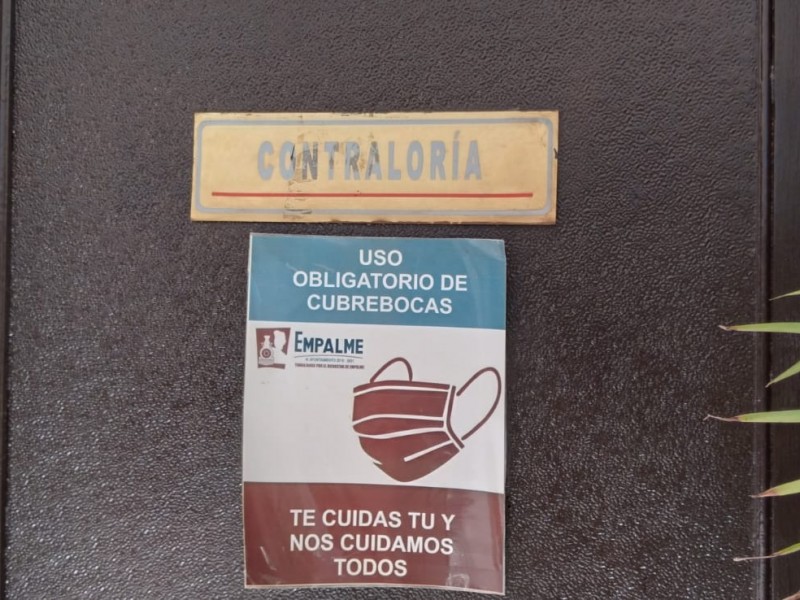 CONTRALORÍA
USO
OBLIGATORIO DE
CUBREBOCAS
EMPALME
TE CUIDAS TU Y
NOS CUIDAMOS
TODOS